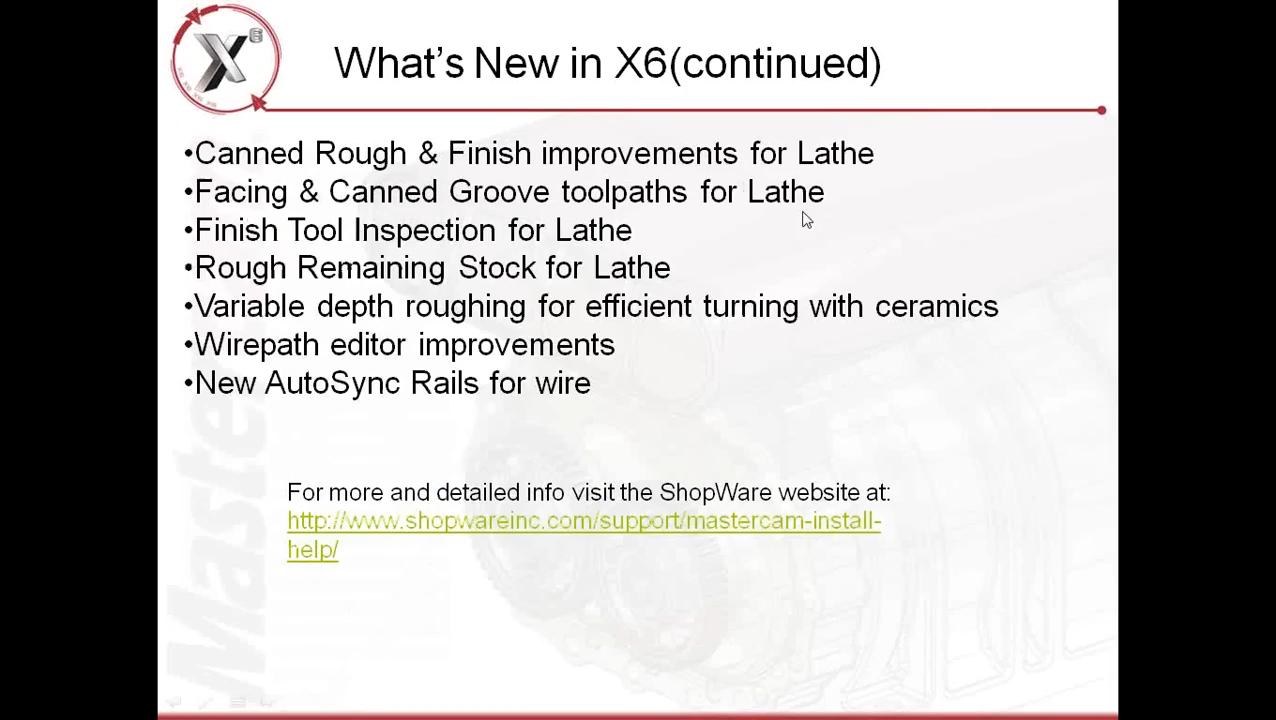 X6
What's New in X6(continued)
•Canned Rough & Finish improvements for Lathe
•Facing & Canned Groove toolpaths for Lathe
•Finish Tool Inspection for Lathe
•Rough Remaining Stock for Lathe
•Variable depth roughing for efficient turning with ceramics
•Wirepath editor improvements
•New AutoSync Rails for wire
For more and detailed info visit the ShopWare website at:
http://www.shopwareinc.com/support/mastercam-install-
help/
Master